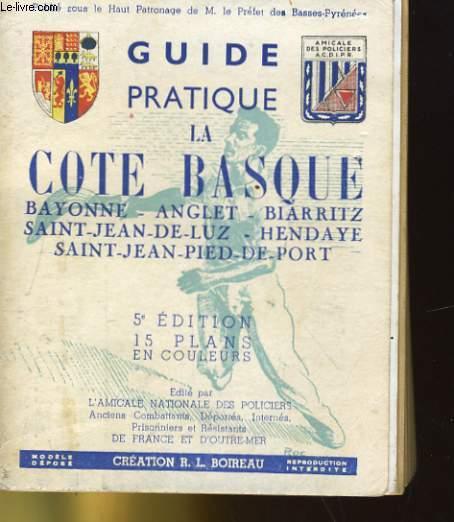 www.le-livre.com
sous le Haut Patronage de M. le Préfet des Basses-Pyrénées
GUIDE
AMICALE
DES POLICIERS
A.C.D.I.P.R.
PRATIQUE
LA
COTE BASQUE
BAYONNE - ANGLET - BIARRITZ
SAINT-JEAN-DE-LUZ - HENDAYE
SAINT-JEAN-PIED-DE-PORT
5e ÉDITION
15 PLANS
EN COULEURS
Edité par
L'AMICALE NATIONALE DES POLICIERS
Anciens Combattants, Déportés, Internés,
Prisonniers et Résistants
DE FRANCE ET D'OUTRE-MER
Roc
MODÈLE
DÉPOSÉ
CRÉATION R. L. BOIREAU
REPRODUCTION
INTERDITE